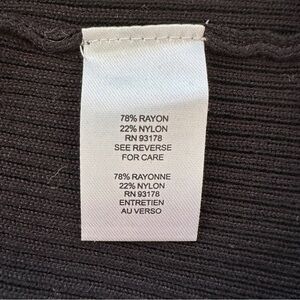 78% RAYON
22% NYLON
RN 93178
SEE REVERSE
FOR CARE
78% RAYONNE
22% NYLON
RN 93178
ENTRETIEN
AU VERSO